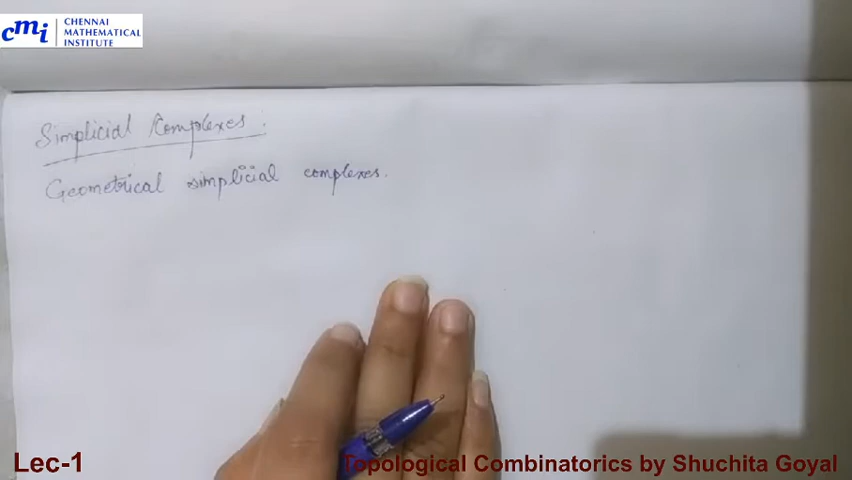 cmi
CHENNAI
MATHEMATICAL
INSTITUTE
Simplicial Complexes.
Geometrical simplicial complexes.
Lec-1
Topological Combinatorics by Shuchita Goyal